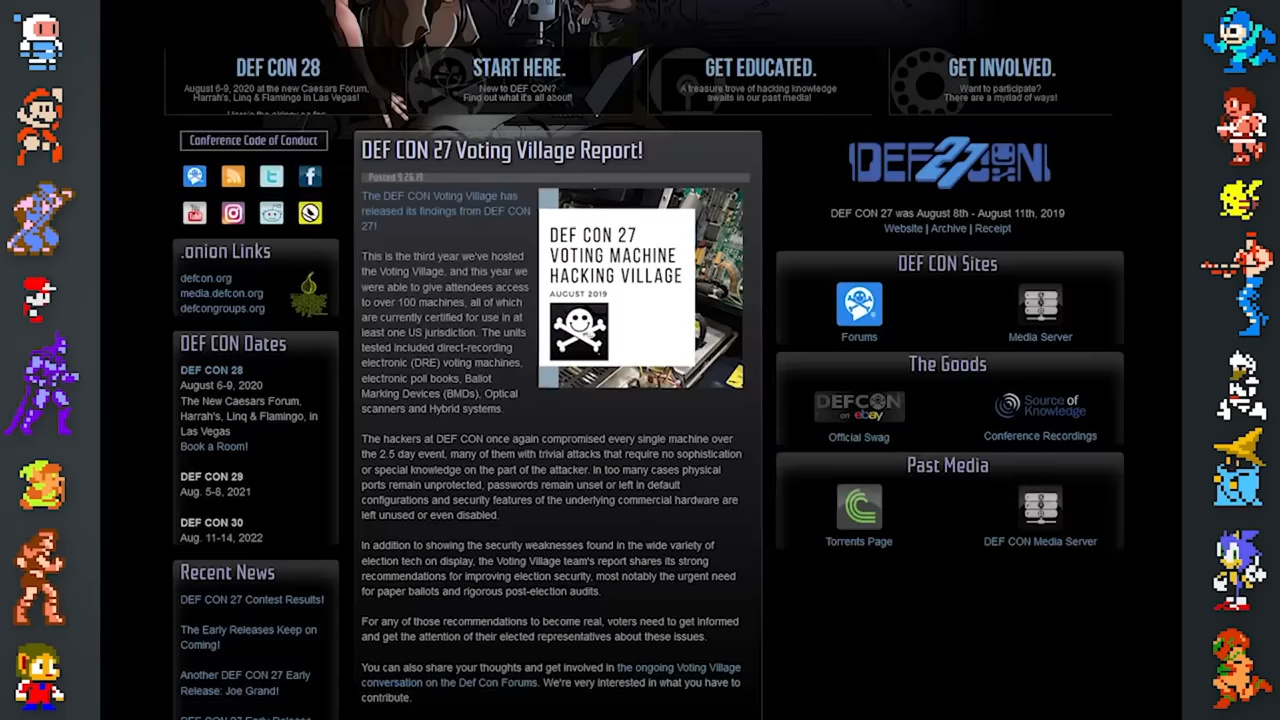 DEF CON 28
August 6-9, 2020 at the new Caesars Forum,
Harrah's, Linq & Flamingo in Las Vegas!
START HERE.
New to DEF CON?
Find out what it's all about!
GET EDUCATED.
A treasure trove of hacking knowledge
awaits in our past media!
GET INVOLVED.
Want to participate?
There are a myriad of ways!
Conference Code of Conduct
.onion Links
defcon.org
media.defcon.org
defcongroups.org
DEF CON Dates
DEF CON 28
August 6-9, 2020
The New Caesars Forum,
Harrah's, Linq & Flamingo, in
Las Vegas
Book a Room!
DEF CON 29
Aug. 5-8, 2021
DEF CON 30
Aug. 11-14, 2022
Recent News
DEF CON 27 Contest Results!
The Early Releases Keep on
Coming!
Another DEF CON 27 Early
Release: Joe Grand!
DEF CON 27 Early Release
DEF CON 27 Voting Village Report!
Posted 9.26.19
The DEF CON Voting Village has
released its findings from DEF CON
27!
This is the third year we've hosted
the Voting Village, and this year we
were able to give attendees access
to over 100 machines, all of which
are currently certified for use in at
least one US jurisdiction. The units
tested included direct-recording
electronic (DRE) voting machines,
electronic poll books, Ballot
Marking Devices (BMDs), Optical
scanners and Hybrid systems.
DEF CON 27
VOTING MACHINE
HACKING VILLAGE
AUGUST 2019
The hackers at DEF CON once again compromised every single machine over
the 2.5 day event, many of them with trivial attacks that require no sophistication
or special knowledge on the part of the attacker. In too many cases physical
ports remain unprotected, passwords remain unset or left in default
configurations and security features of the underlying commercial hardware are
left unused or even disabled.
In addition to showing the security weaknesses found in the wide variety of
election tech on display, the Voting Village team's report shares its strong
recommendations for improving election security, most notably the urgent need
for paper ballots and rigorous post-election audits.
For any of those recommendations to become real, voters need to get informed
and get the attention of their elected representatives about these issues.
You can also share your thoughts and get involved in the ongoing Voting Village
conversation on the Def Con Forums. We're very interested in what you have to
contribute.
DEF27CON
DEF CON 27 was August 8th - August 11th, 2019
Website | Archive | Receipt
DEF CON Sites
Forums
Media Server
The Goods
DEFCON
on ebay
Official Swag
Source of
Knowledge
Conference Recordings
Past Media
Torrents Page
DEF CON Media Server